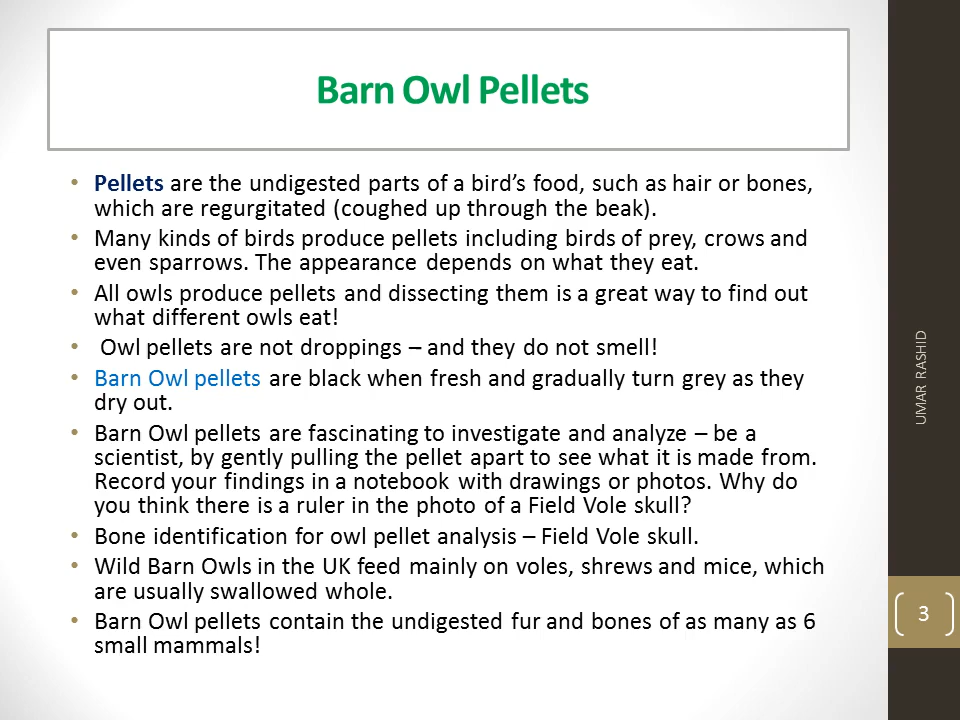 Barn Owl Pellets
• Pellets are the undigested parts of a bird’s food, such as hair or bones,
which are regurgitated (coughed up through the beak).
• Many kinds of birds produce pellets including birds of prey, crows and
even sparrows. The appearance depends on what they eat.
• All owls produce pellets and dissecting them is a great way to find out
what different owls eat!
• Owl pellets are not droppings – and they do not smell!
• Barn Owl pellets are black when fresh and gradually turn grey as they
dry out.
• Barn Owl pellets are fascinating to investigate and analyze – be a
scientist, by gently pulling the pellet apart to see what it is made from.
Record your findings in a notebook with drawings or photos. Why do
you think there is a ruler in the photo of a Field Vole skull?
• Bone identification for owl pellet analysis – Field Vole skull.
• Wild Barn Owls in the UK feed mainly on voles, shrews and mice, which
are usually swallowed whole.
• Barn Owl pellets contain the undigested fur and bones of as many as 6
small mammals!
UMAR RASHID
3